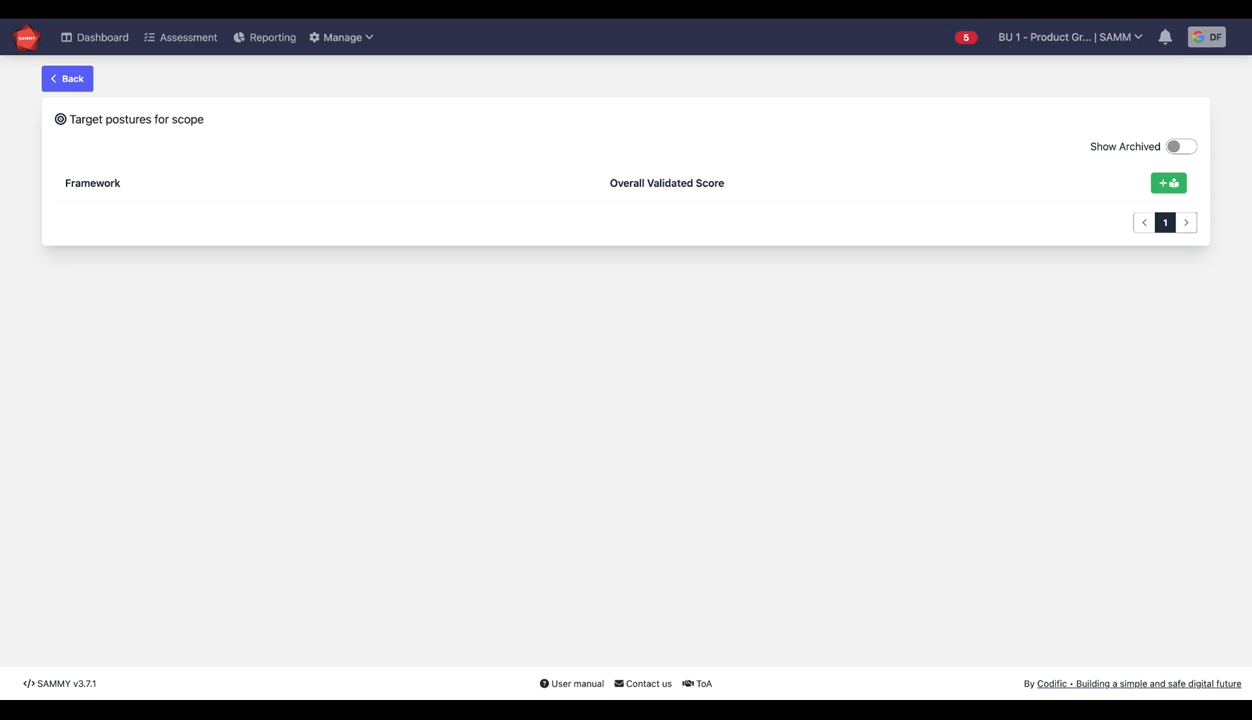 SAMMY
Dashboard
Assessment
Reporting
Manage
5
BU 1 - Product Gr... | SAMM
DF
Back
Target postures for scope
Show Archived
Framework
Overall Validated Score
+
1
</> SAMMY v3.7.1
User manual
Contact us
ToA
By Codific • Building a simple and safe digital future